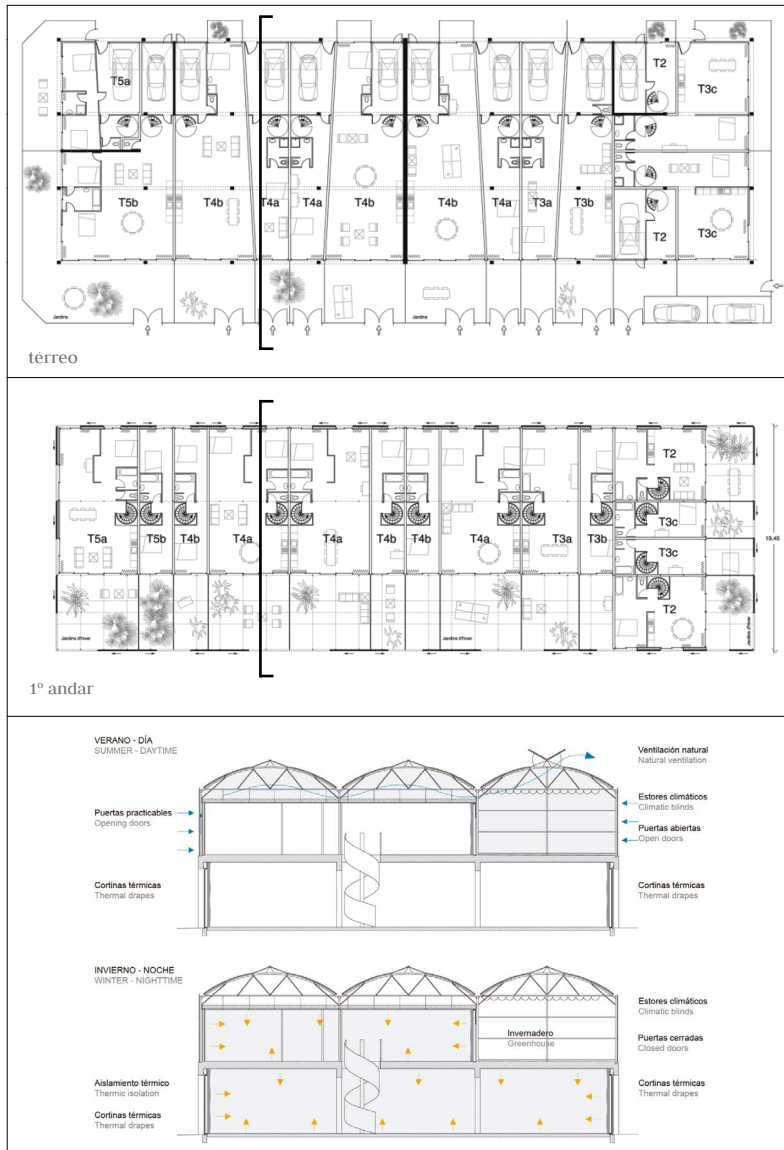 T5a
T2
T3c
T5b
T4b
T4a
T4a
T4b
T4b
T4a
T3a
T3b
T2
T3c
Jardins
Jardins
térreo
T2
T5a
T5b
T4b
T4a
T4a
T4b
T4b
T4a
T3a
T3b
T3c
T3c
T2
19,45
Jardins d'hiver
Jardins d'hiver
Jardins d'hiver
1º andar
VERANO - DÍA
SUMMER - DAYTIME
Ventilación natural
Natural ventilation
Puertas practicables
Opening doors
Estores climáticos
Climatic blinds
Puertas abiertas
Open doors
Cortinas térmicas
Thermal drapes
Cortinas térmicas
Thermal drapes
INVIERNO - NOCHE
WINTER - NIGHTTIME
Estores climáticos
Climatic blinds
Invernadero
Greenhouse
Puertas cerradas
Closed doors
Aislamiento térmico
Thermic isolation
Cortinas térmicas
Thermal drapes
Cortinas térmicas
Thermal drapes